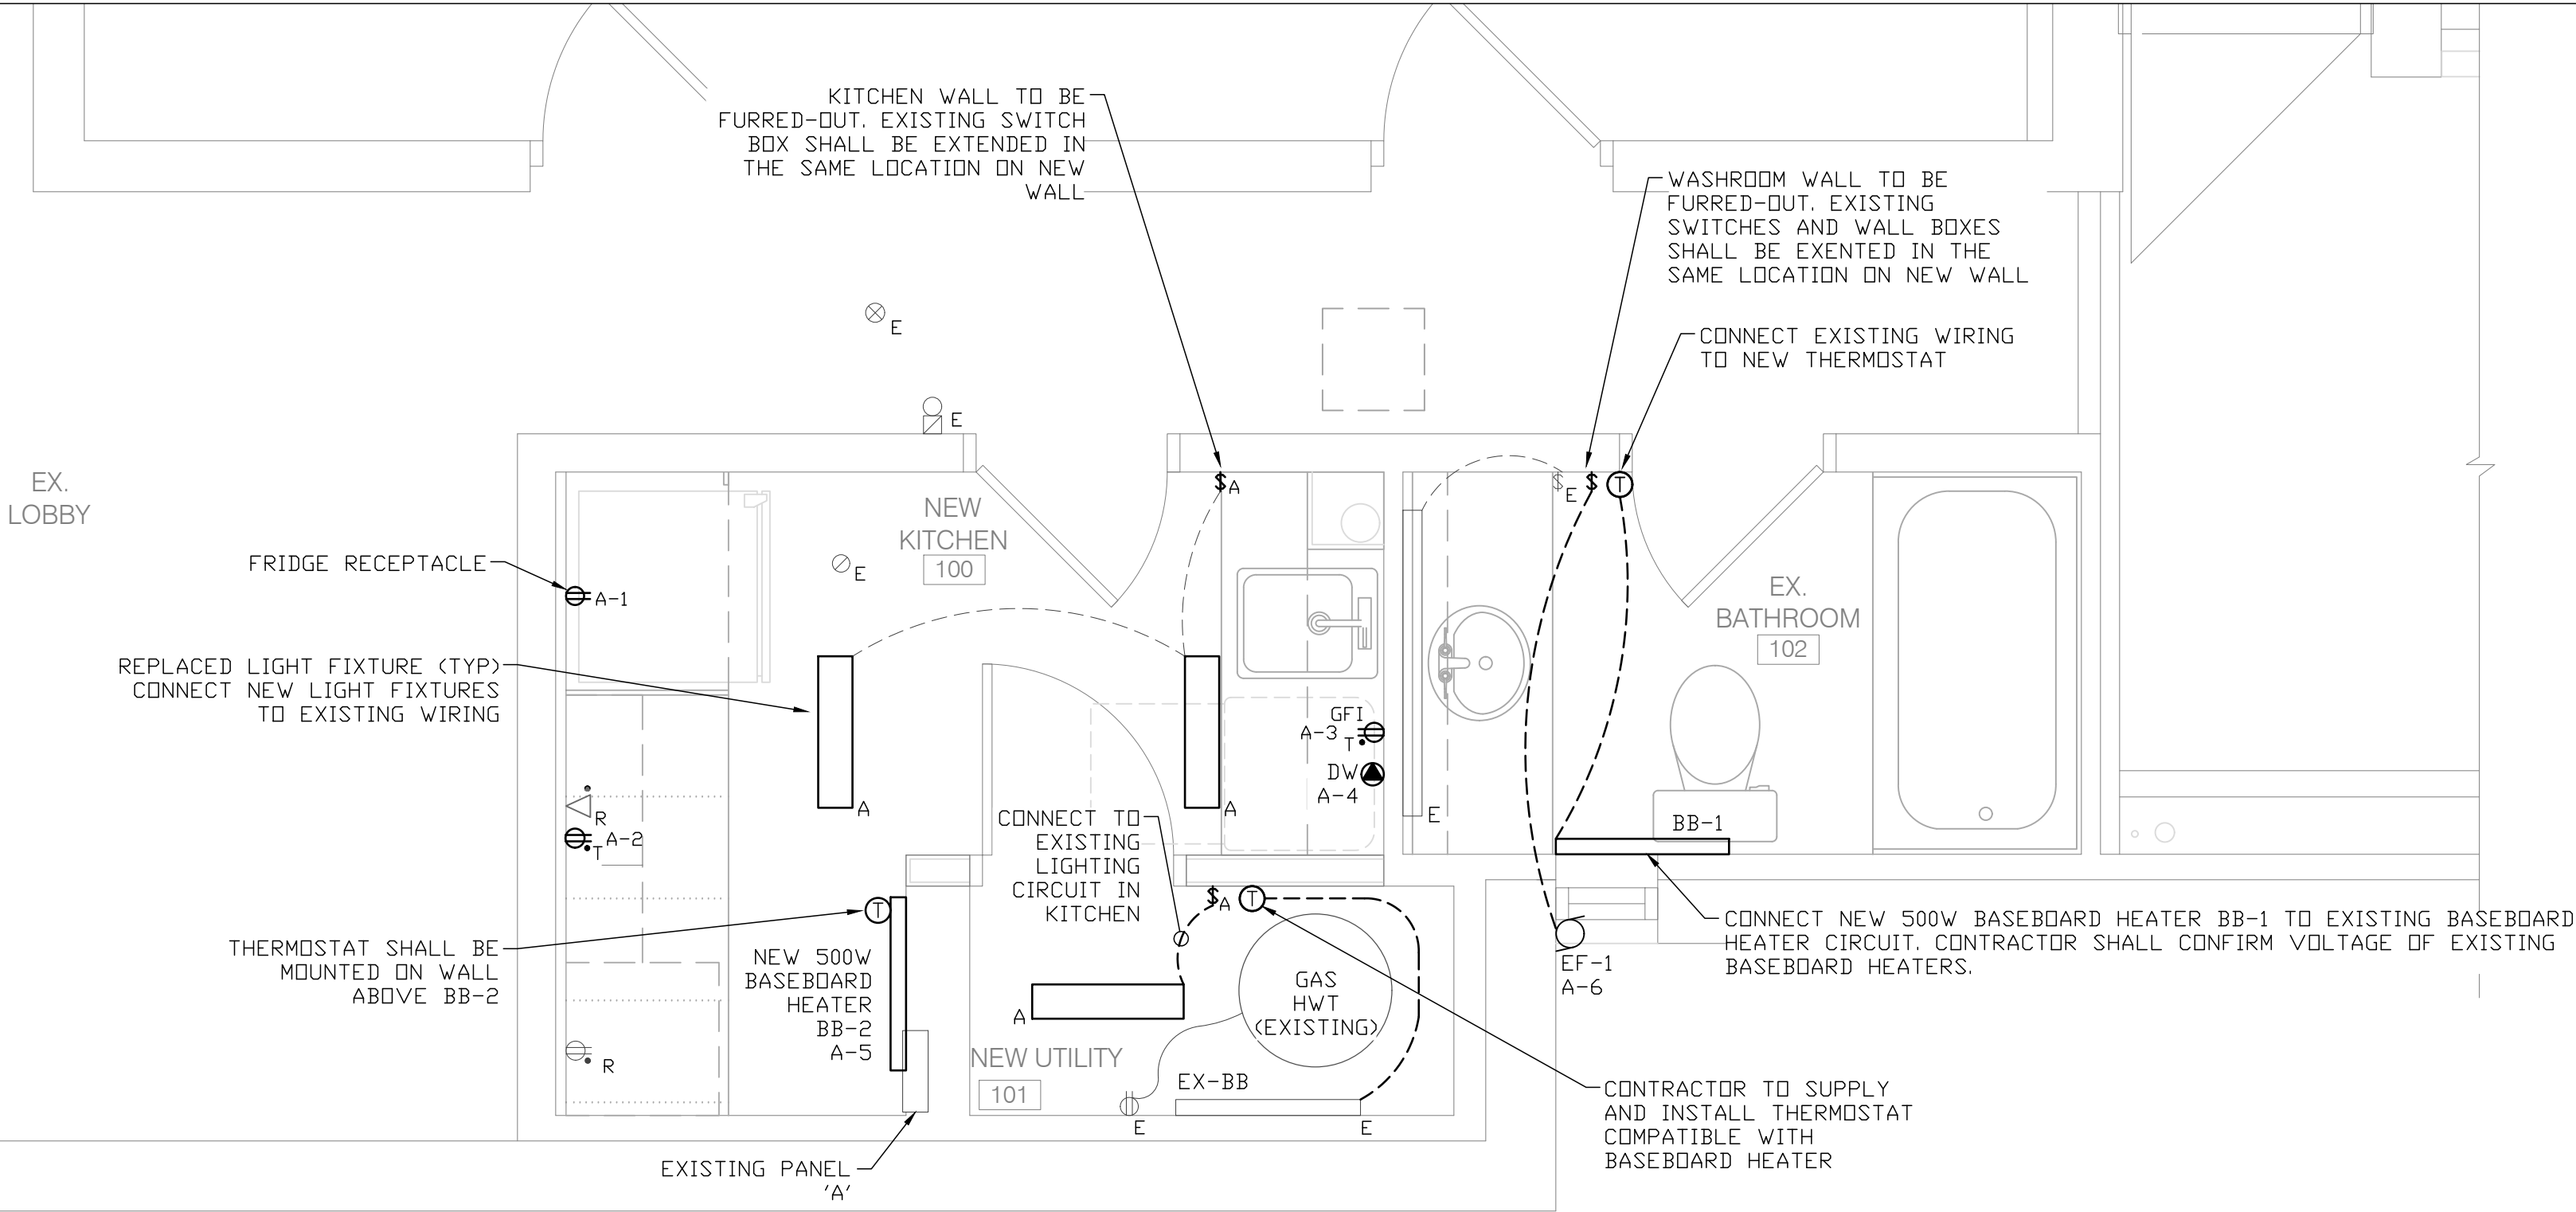 KITCHEN WALL TO BE
FURRED-OUT. EXISTING SWITCH
BOX SHALL BE EXTENDED IN
THE SAME LOCATION ON NEW
WALL
WASHROOM WALL TO BE
FURRED-OUT. EXISTING
SWITCHES AND WALL BOXES
SHALL BE EXENTED IN THE
SAME LOCATION ON NEW WALL
CONNECT EXISTING WIRING
TO NEW THERMOSTAT
E
E
EX.
LOBBY
$A
$
E
$
T
NEW
KITCHEN
100
E
FRIDGE RECEPTACLE
A-1
EX.
BATHROOM
102
REPLACED LIGHT FIXTURE (TYP)
CONNECT NEW LIGHT FIXTURES
TO EXISTING WIRING
A
A
GFI
A-3
T
DW
A-4
E
R
A-2
T
BB-1
CONNECT TO
EXISTING
LIGHTING
CIRCUIT IN
KITCHEN
$A
T
T
THERMOSTAT SHALL BE
MOUNTED ON WALL
ABOVE BB-2
NEW 500W
BASEBOARD
HEATER
BB-2
A-5
CONNECT NEW 500W BASEBOARD HEATER BB-1 TO EXISTING BASEBOARD
HEATER CIRCUIT. CONTRACTOR SHALL CONFIRM VOLTAGE OF EXISTING
BASEBOARD HEATERS.
EF-1
A-6
A
GAS
HWT
(EXISTING)
R
NEW UTILITY
101
EX-BB
E
E
CONTRACTOR TO SUPPLY
AND INSTALL THERMOSTAT
COMPATIBLE WITH
BASEBOARD HEATER
EXISTING PANEL
'A'